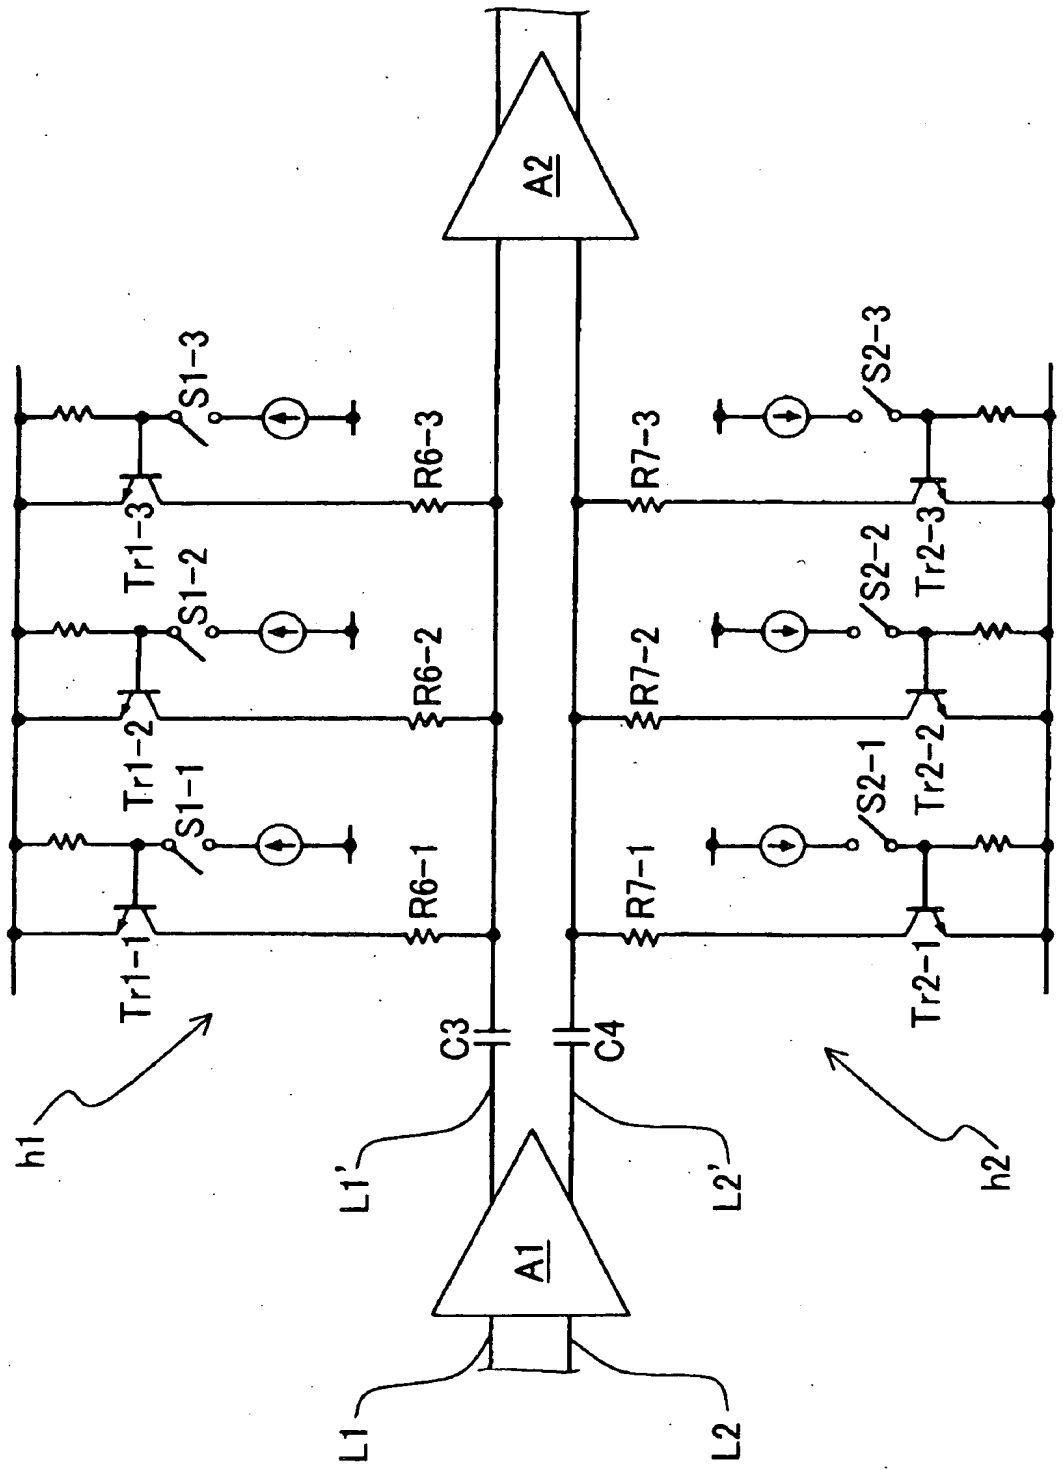 h1
Tr1-1
S1-1
Tr1-2
S1-2
Tr1-3
S1-3
R6-1
R6-2
R6-3
L1
L1'
C3
A1
A2
L2
L2'
C4
R7-1
R7-2
R7-3
S2-1
S2-2
S2-3
Tr2-1
Tr2-2
Tr2-3
h2